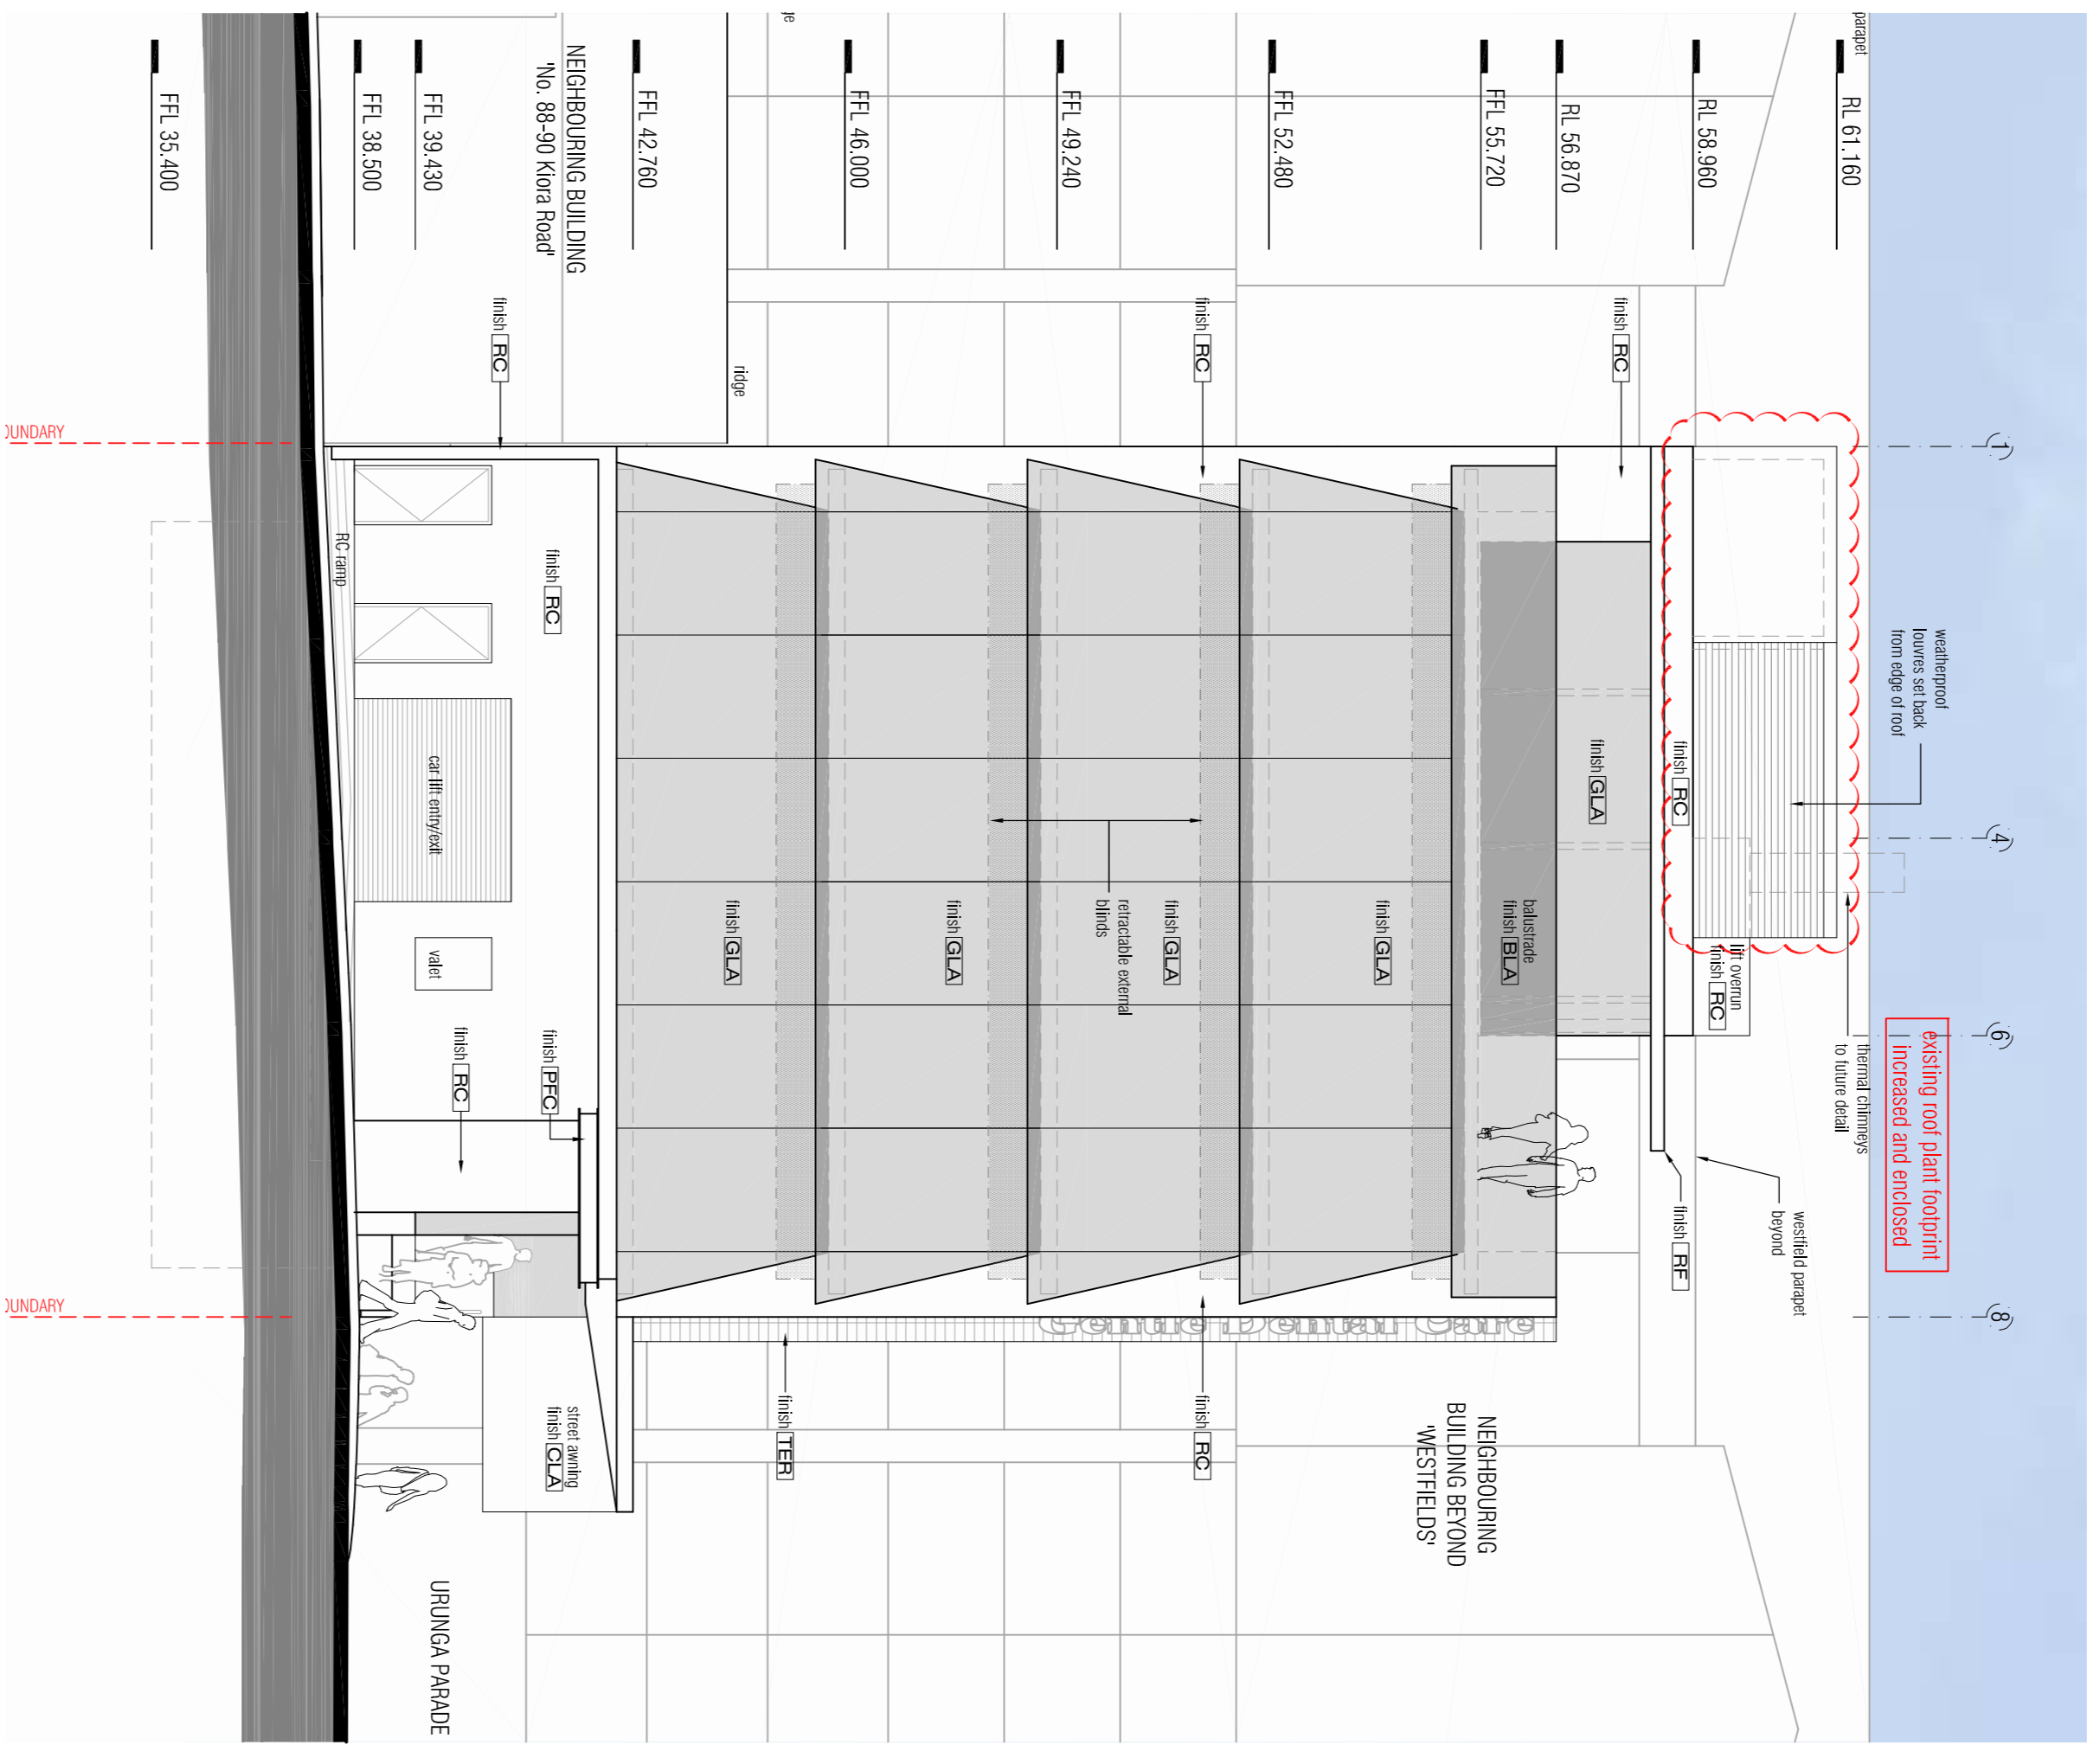 parapet
RL 61.160
RL 58.960
RL 56.870
FFL 55.720
FFL 52.480
FFL 49.240
FFL 46.000
FFL 42.760
FFL 39.430
FFL 38.500
FFL 35.400
NEIGHBOURING BUILDING
'No. 88-90 Kiora Road'
ridge
finish RC
finish RC
finish RC
1
4
6
8
weatherproof
louvres set back
from edge of roof
existing roof plant footprint
increased and enclosed
thermal chimneys
to future detail
westfield parapet
beyond
finish RC
lift overrun
finish RC
finish RF
finish GLA
balustrade
finish BLA
finish GLA
finish GLA
retractable external
blinds
finish GLA
finish GLA
Gentle Dental Care
NEIGHBOURING
BUILDING BEYOND
'WESTFIELDS'
finish RC
finish TER
finish RC
finish PFC
finish RC
street awning
finish CLA
car lift entry/exit
valet
RC ramp
URUNGA PARADE
OUNDARY
OUNDARY